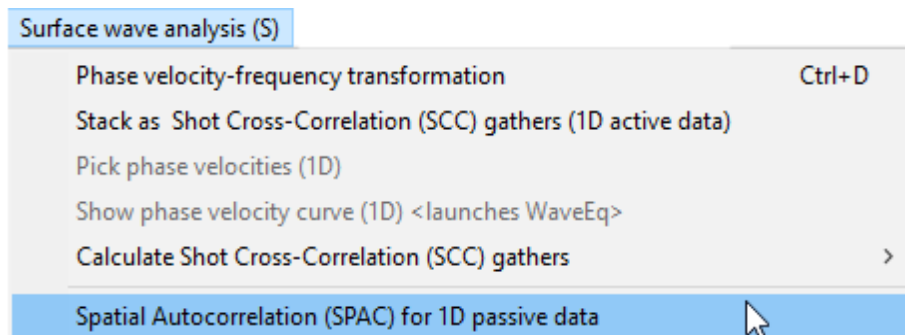 Surface wave analysis (S)
Phase velocity-frequency transformation Ctrl+D
Stack as  Shot Cross-Correlation (SCC) gathers (1D active data)
Pick phase velocities (1D)
Show phase velocity curve (1D) <launches WaveEq>
Calculate Shot Cross-Correlation (SCC) gathers >
Spatial Autocorrelation (SPAC) for 1D passive data